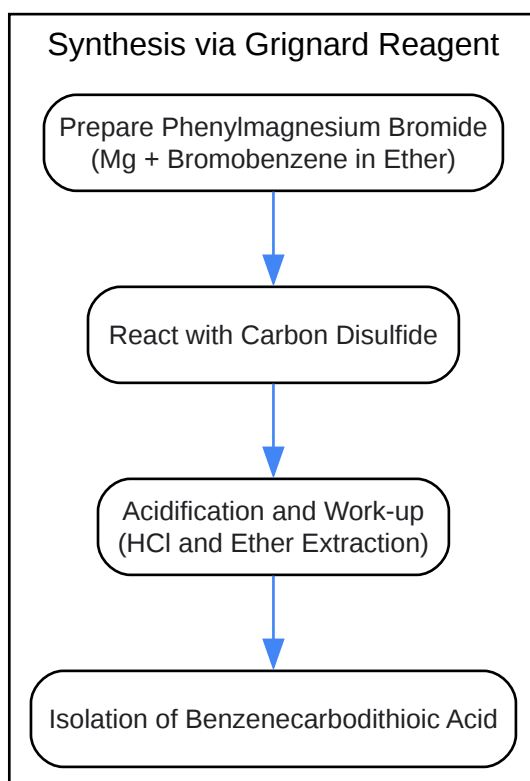 Synthesis via Grignard Reagent
Prepare Phenylmagnesium Bromide
(Mg + Bromobenzene in Ether)
React with Carbon Disulfide
Acidification and Work-up
(HCl and Ether Extraction)
Isolation of Benzenecarbodithioic Acid